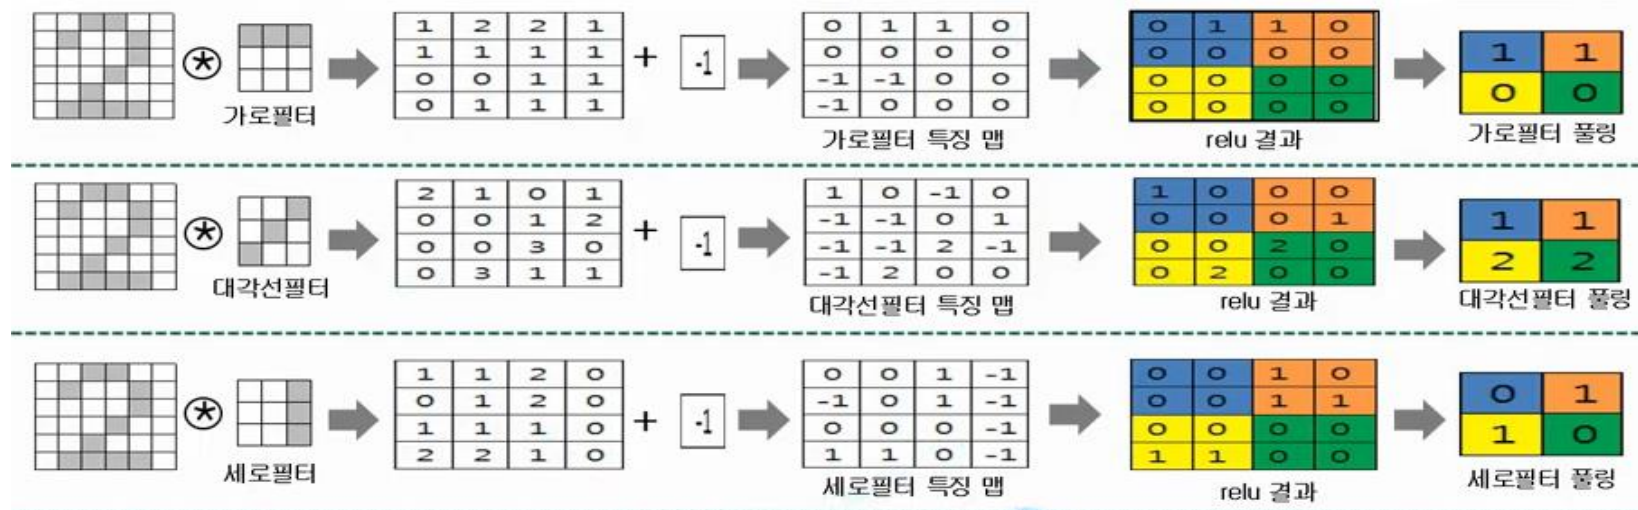 1 2 2 1 0 1 1 0 0 1 1 0
1 1 1 1 + -1 0 0 0 0 0 0 0 0 1 1
0 0 1 1 -1 -1 0 0 0 0 0 0 0 0
0 1 1 1 -1 0 0 0 0 0 0 0
가로필터 가로필터 특징 맵 relu 결과 가로필터 풀링
2 1 0 1 1 0 -1 0 1 0 0 0
0 0 1 2 + -1 -1 -1 0 1 0 0 0 1 1 1
0 0 3 0 -1 -1 2 -1 0 0 2 0 2 2
0 3 1 1 -1 2 0 0 0 2 0 0
대각선필터 대각선필터 특징 맵 relu 결과 대각선필터 풀링
1 1 2 0 0 0 1 -1 0 0 1 0
0 1 2 0 + -1 -1 0 1 -1 0 0 1 1 0 1
1 1 1 0 0 0 0 -1 0 0 0 0 1 0
2 2 1 0 1 1 0 -1 1 1 0 0
세로필터 세로필터 특징 맵 relu 결과 세로필터 풀링